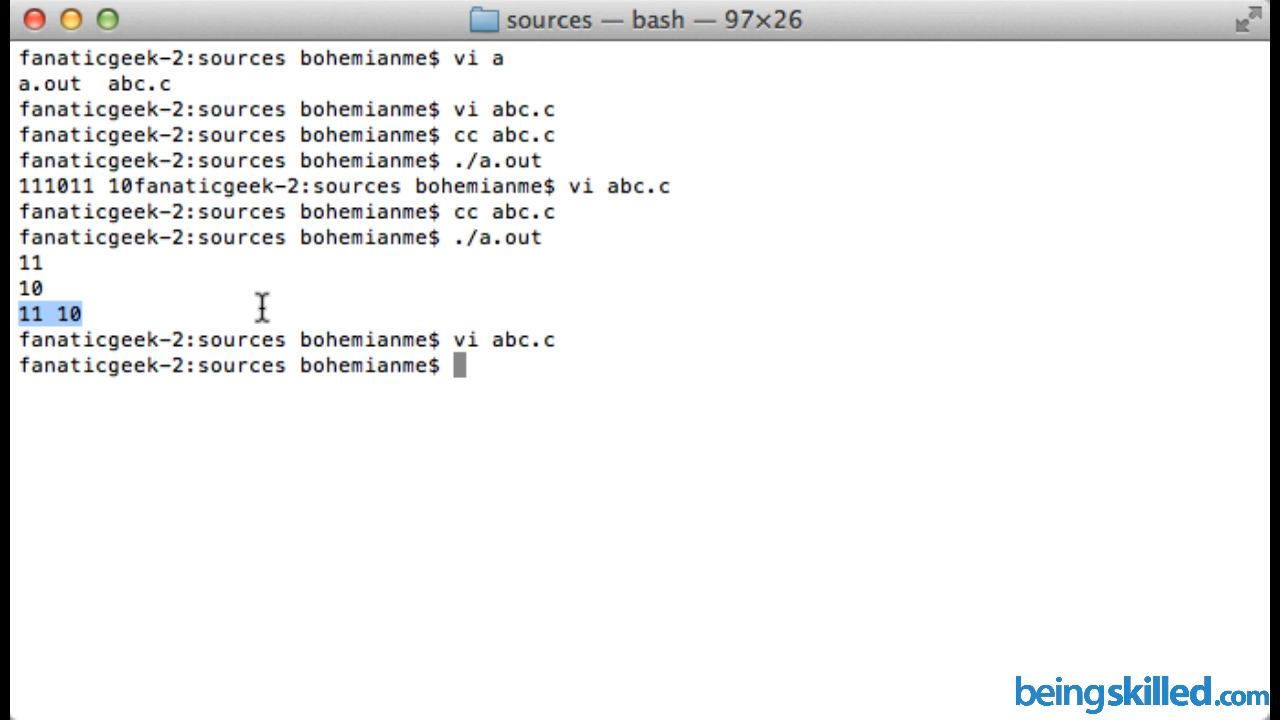 sources — bash — 97×26
fanaticgeek-2:sources bohemianme$ vi a
a.out  abc.c
fanaticgeek-2:sources bohemianme$ vi abc.c
fanaticgeek-2:sources bohemianme$ cc abc.c
fanaticgeek-2:sources bohemianme$ ./a.out
111011 10fanaticgeek-2:sources bohemianme$ vi abc.c
fanaticgeek-2:sources bohemianme$ cc abc.c
fanaticgeek-2:sources bohemianme$ ./a.out
11
10
11 10
fanaticgeek-2:sources bohemianme$ vi abc.c
fanaticgeek-2:sources bohemianme$
beingskilled.com